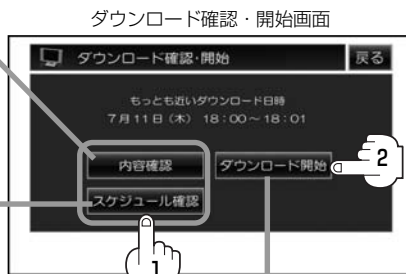 ダウンロード確認・開始画面
ダウンロード確認・開始
戻る
もっとも近いダウンロード日時
7月11日(木) 18:00～18:01
内容確認
ダウンロード開始
2
スケジュール確認
1